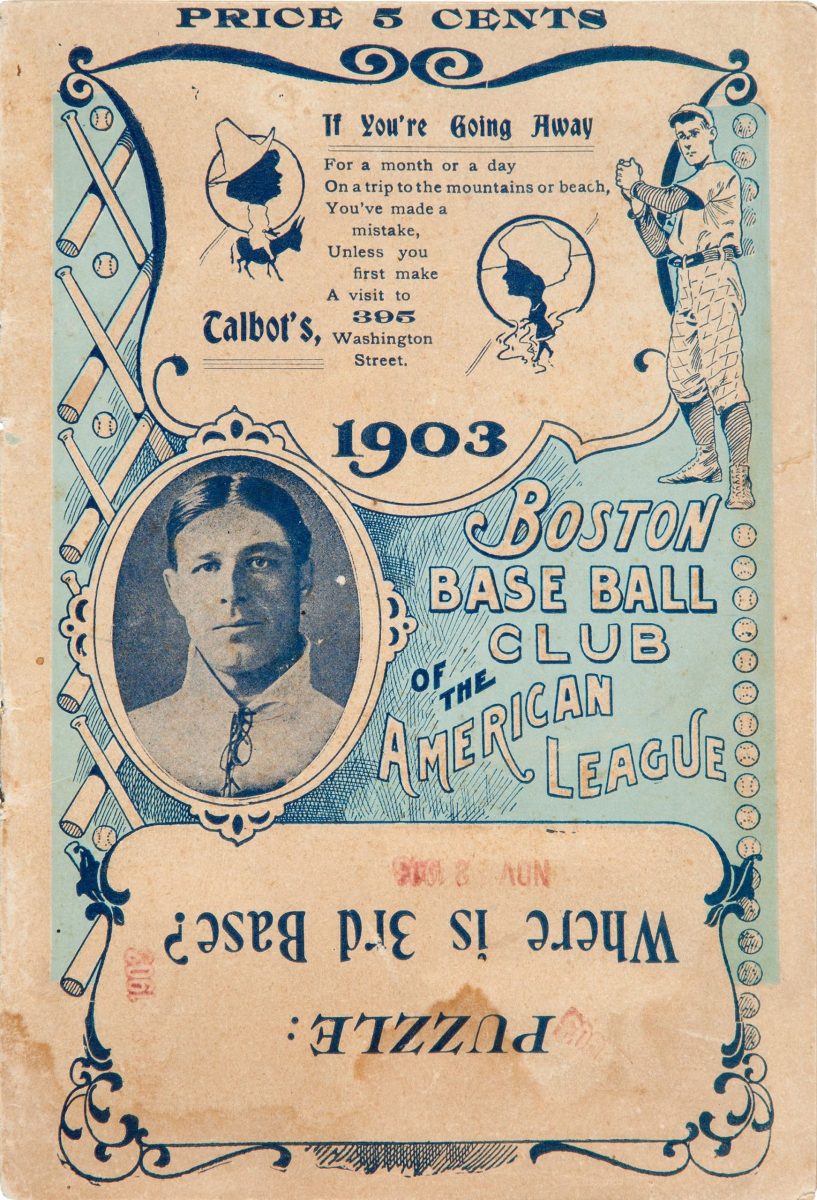 PRICE 5 CENTS
If You're Going Away
For a month or a day
On a trip to the mountains or beach,
You've made a
mistake,
Unless you
first make
A visit to
Talbot's, 395
Washington
Street.
1903
BOSTON
BASE BALL
CLUB
OF THE
AMERICAN
LEAGUE
PUZZLE:
Where is 3rd Base?
NOV 8